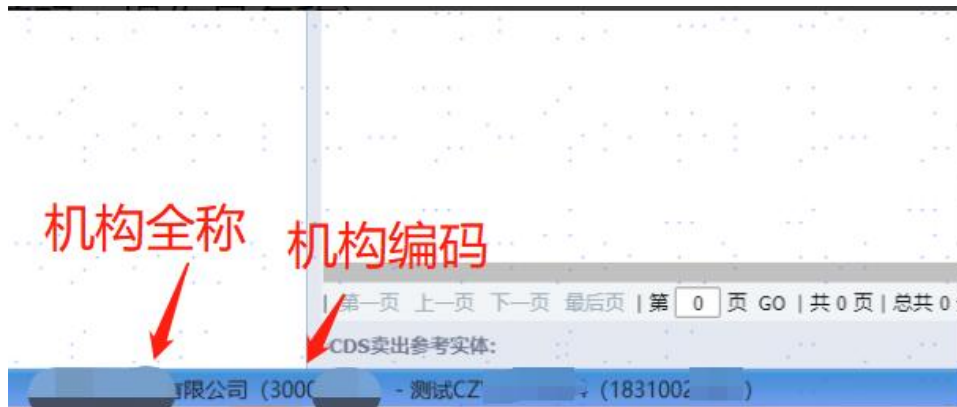 机构全称
机构编码
| 第一页 上一页 下一页 最后页 | 第 0 页 GO | 共 0 页 | 总共 0
CDS卖出参考实体:
有限公司（3000 - 测试CZ （1831002 ）